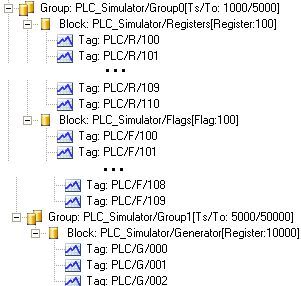 Group: PLC_Simulator/Group0[Ts/To: 1000/5000]
Block: PLC_Simulator/Registers[Register:100]
Tag: PLC/R/100
Tag: PLC/R/101
...
Tag: PLC/R/109
Tag: PLC/R/110
Block: PLC_Simulator/Flags[Flag:100]
Tag: PLC/F/100
Tag: PLC/F/101
...
Tag: PLC/F/108
Tag: PLC/F/109
Group: PLC_Simulator/Group1[Ts/To: 5000/50000]
Block: PLC_Simulator/Generator[Register:10000]
Tag: PLC/G/000
Tag: PLC/G/001
Tag: PLC/G/002